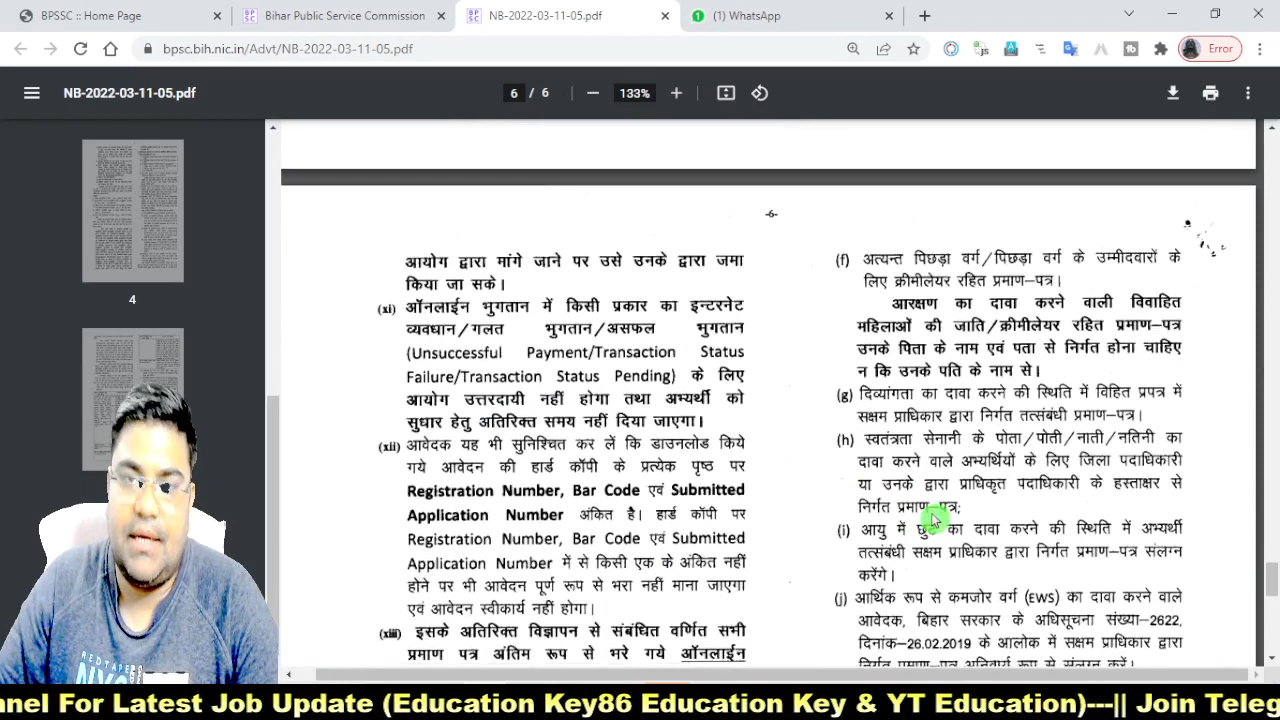 BPSSC :: Home Page
Bihar Public Service Commission
NB-2022-03-11-05.pdf
(1) WhatsApp
bpsc.bih.nic.in/Advt/NB-2022-03-11-05.pdf
Error
NB-2022-03-11-05.pdf
6 / 6
133%
4
-6-
आयोग द्वारा मांगे जाने पर उसे उनके द्वारा जमा
किया जा सके।
(xi) ऑनलाईन भुगतान में किसी प्रकार का इन्टरनेट
व्यवधान/गलत भुगतान/असफल भुगतान
(Unsuccessful Payment/Transaction Status
Failure/Transaction Status Pending) के लिए
आयोग उत्तरदायी नहीं होगा तथा अभ्यर्थी को
सुधार हेतु अतिरिक्त समय नहीं दिया जाएगा।
(xii) आवेदक यह भी सुनिश्चित कर लें कि डाउनलोड किये
गये आवेदन की हार्ड कॉपी के प्रत्येक पृष्ठ पर
Registration Number, Bar Code एवं Submitted
Application Number अंकित है। हार्ड कॉपी पर
Registration Number, Bar Code एवं Submitted
Application Number में से किसी एक के अंकित नहीं
होने पर भी आवेदन पूर्ण रूप से भरा नहीं माना जाएगा
एवं आवेदन स्वीकार्य नहीं होगा।
(xiii) इसके अतिरिक्त विज्ञापन से संबंधित वर्णित सभी
प्रमाण पत्र अंतिम रूप से भरे गये ऑनलाईन
(f) अत्यन्त पिछड़ा वर्ग/पिछड़ा वर्ग के उम्मीदवारों के
लिए क्रीमीलेयर रहित प्रमाण-पत्र।
आरक्षण का दावा करने वाली विवाहित
महिलाओं की जाति/क्रीमीलेयर रहित प्रमाण-पत्र
उनके पिता के नाम एवं पता से निर्गत होना चाहिए
न कि उनके पति के नाम से।
(g) दिव्यांगता का दावा करने की स्थिति में विहित प्रपत्र में
सक्षम प्राधिकार द्वारा निर्गत तत्संबंधी प्रमाण-पत्र।
(h) स्वतंत्रता सेनानी के पोता/पोती/नाती/नतिनी का
दावा करने वाले अभ्यर्थियों के लिए जिला पदाधिकारी
या उनके द्वारा प्राधिकृत पदाधिकारी के हस्ताक्षर से
निर्गत प्रमाण-पत्र;
(i) आयु में छूट का दावा करने की स्थिति में अभ्यर्थी
तत्संबंधी सक्षम प्राधिकार द्वारा निर्गत प्रमाण-पत्र संलग्न
करेंगे।
(j) आर्थिक रूप से कमजोर वर्ग (EWS) का दावा करने वाले
आवेदक, बिहार सरकार के अधिसूचना संख्या-2622,
दिनांक-26.02.2019 के आलोक में सक्षम प्राधिकार द्वारा
निर्गत प्रमाण-पत्र अनिवार्य रूप से संलग्न करें।
nnel For Latest Job Update (Education Key86 Education Key & YT Education)---|| Join Teleg